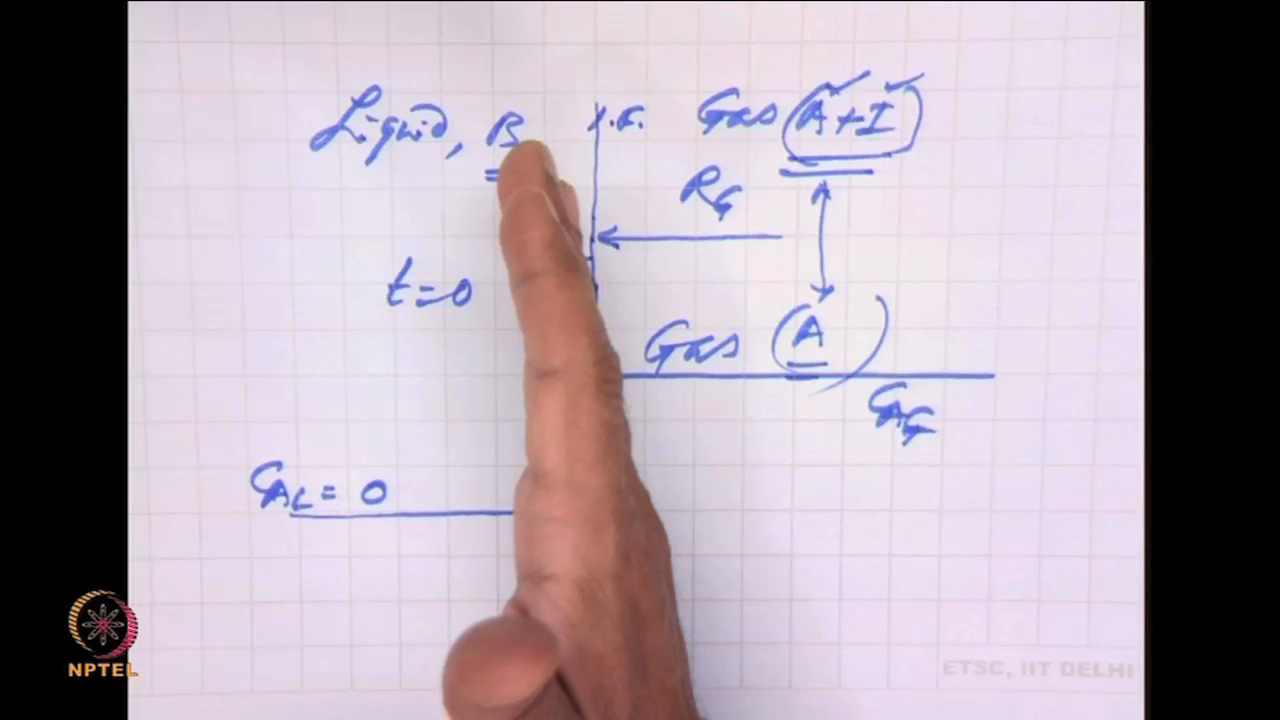 Liquid, B I.F. Gas (A+I)
R_G
t=0
Gas (A)
C_AG
C_AL = 0
NPTEL
ETSC, IIT DELHI